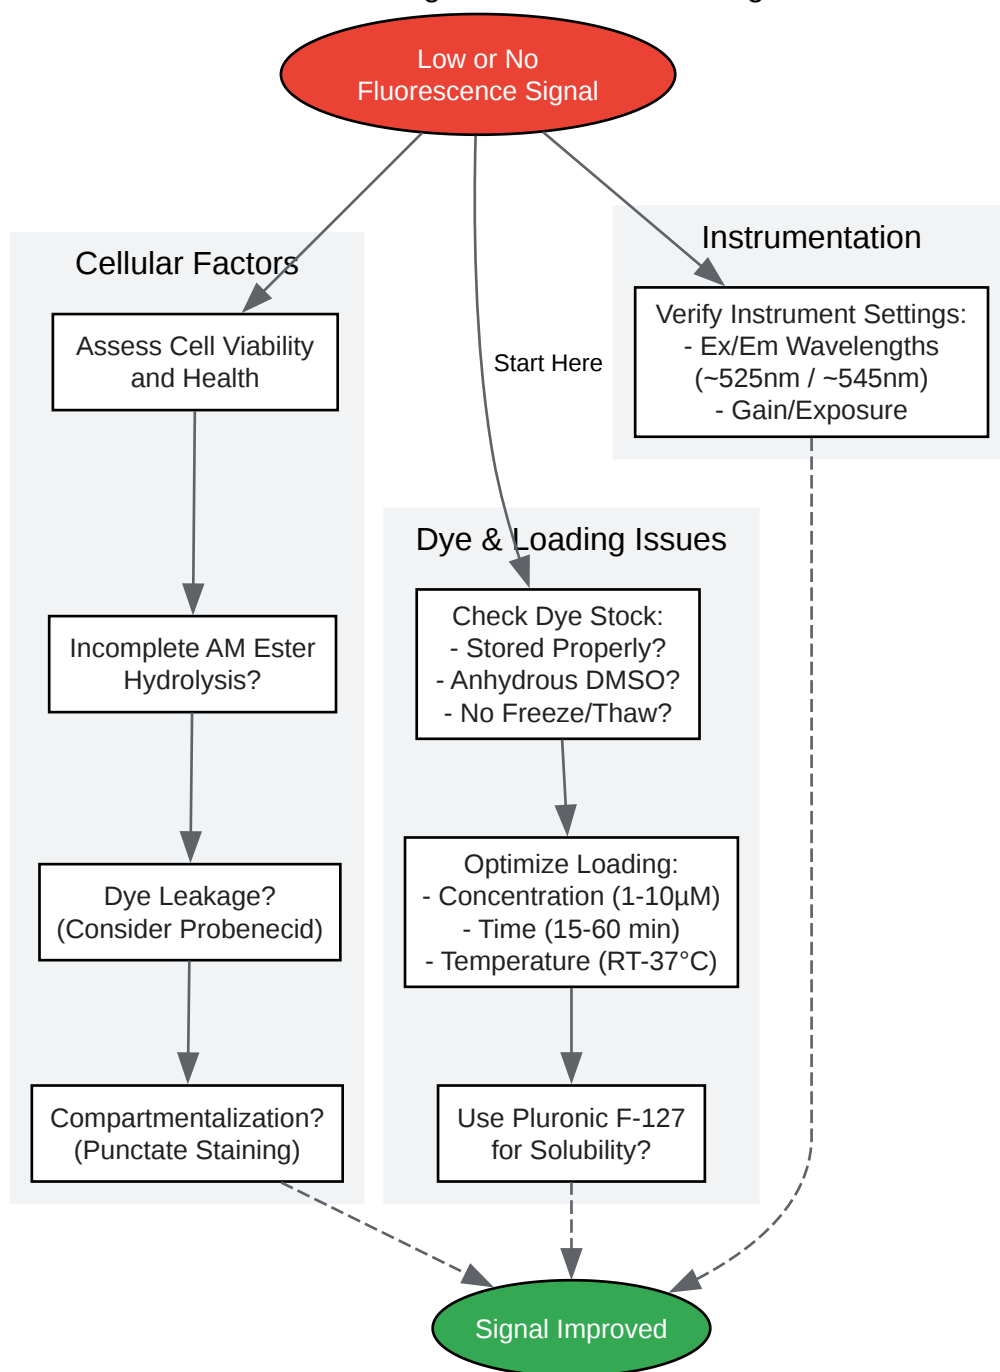 Low or No
Fluorescence Signal
Instrumentation
Verify Instrument Settings:
- Ex/Em Wavelengths
(~525nm / ~545nm)
- Gain/Exposure
Cellular Factors
Assess Cell Viability
and Health
Incomplete AM Ester
Hydrolysis?
Dye Leakage?
(Consider Probenecid)
Compartmentalization?
(Punctate Staining)
Start Here
Dye & Loading Issues
Check Dye Stock:
- Stored Properly?
- Anhydrous DMSO?
- No Freeze/Thaw?
Optimize Loading:
- Concentration (1-10µM)
- Time (15-60 min)
- Temperature (RT-37°C)
Use Pluronic F-127
for Solubility?
Signal Improved